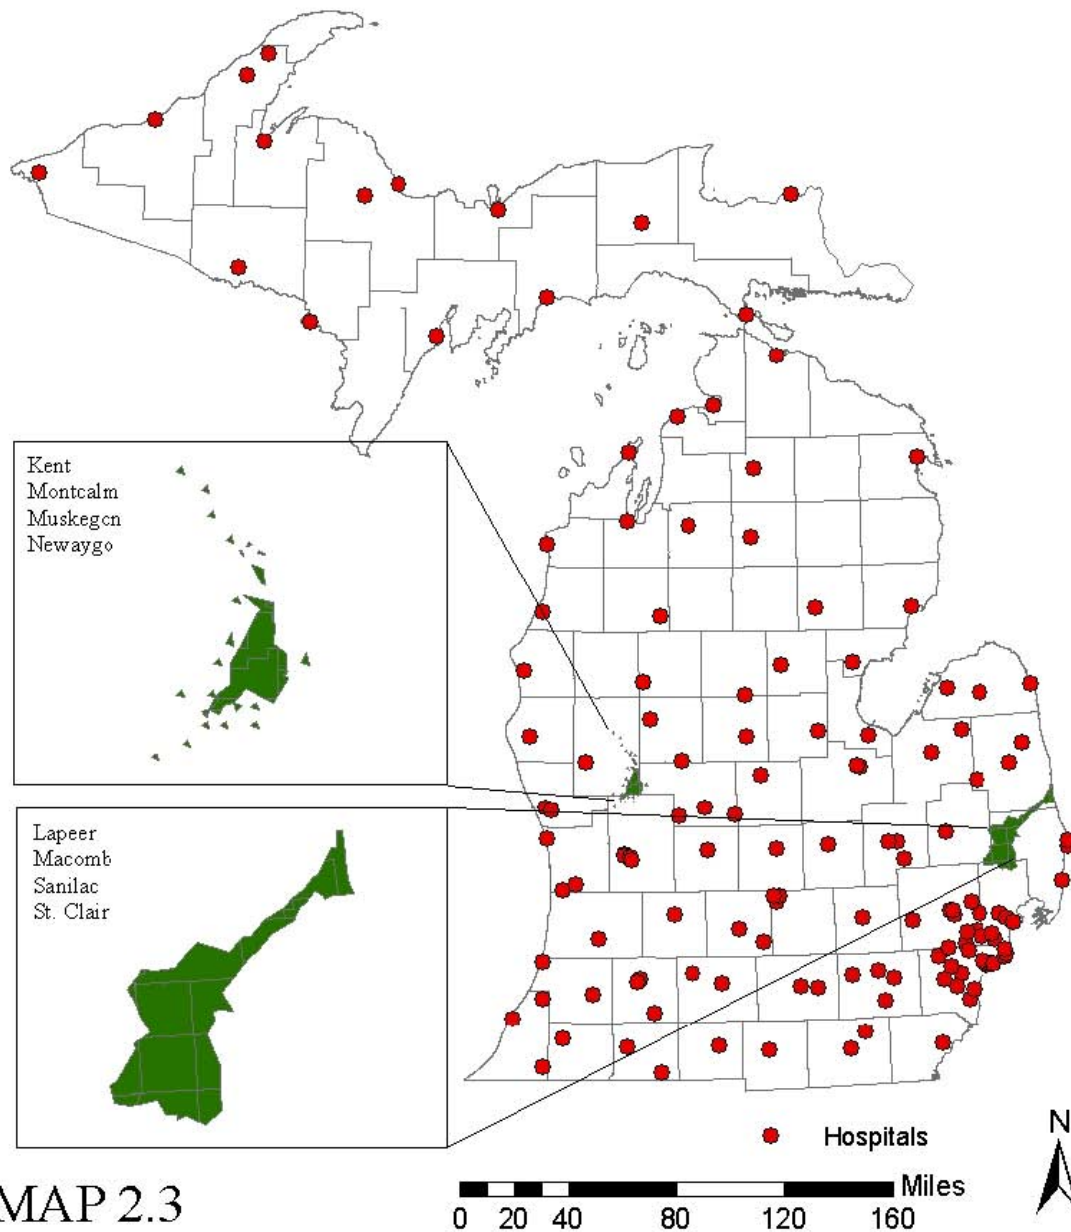 Kent
Montcalm
Muskegcn
Newaygo
Lapeer
Macomb
Sanilac
St. Clair
Hospitals
N
MAP 2.3
Miles
0 20 40 80 120 160